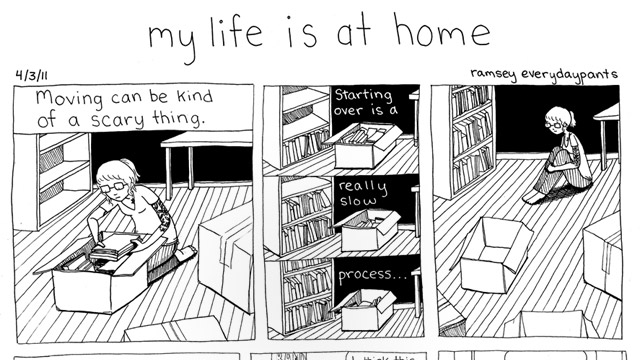 my life is at home
4/3/11
ramsey everydaypants
Moving can be kind
of a scary thing.
Starting
over is a
really
slow
process...